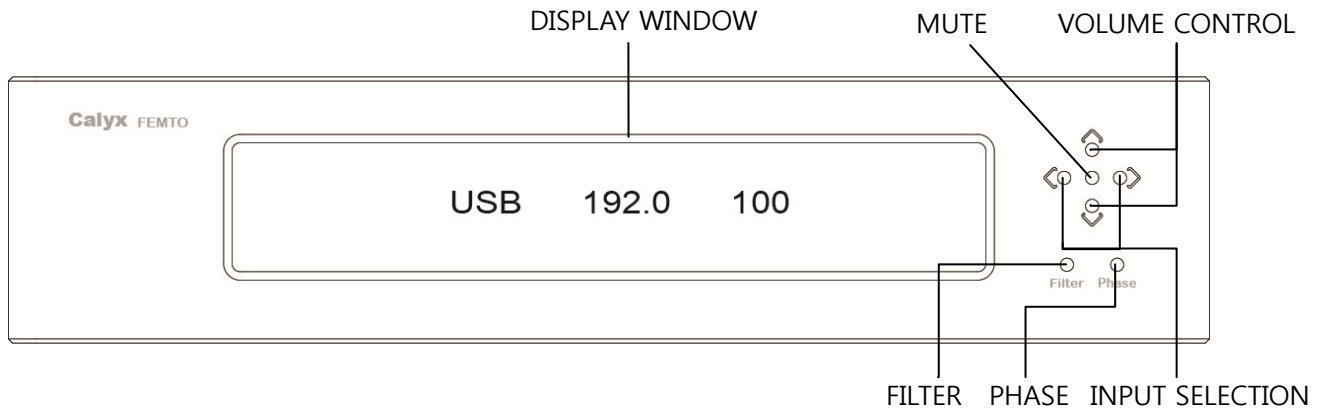 DISPLAY WINDOW MUTE VOLUME CONTROL
Calyx FEMTO
USB 192.0 100
Filter Phase
FILTER PHASE INPUT SELECTION